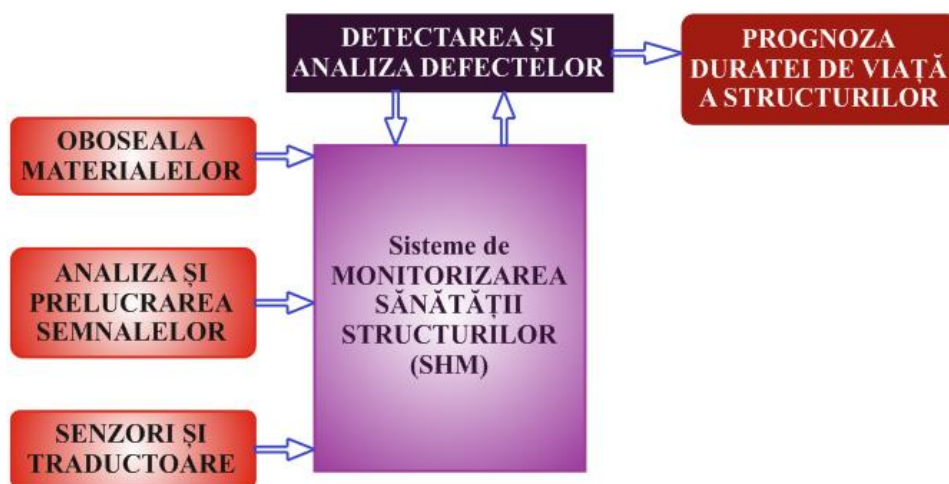 DETECTAREA ȘI
ANALIZA DEFECTELOR
PROGNOZA
DURATEI DE VIAȚĂ
A STRUCTURILOR
OBOSEALA
MATERIALELOR
ANALIZA ȘI
PRELUCRAREA
SEMNALELOR
SENZORI ȘI
TRADUCTOARE
Sisteme de
MONITORIZAREA
SĂNĂTĂȚII
STRUCTURILOR
(SHM)